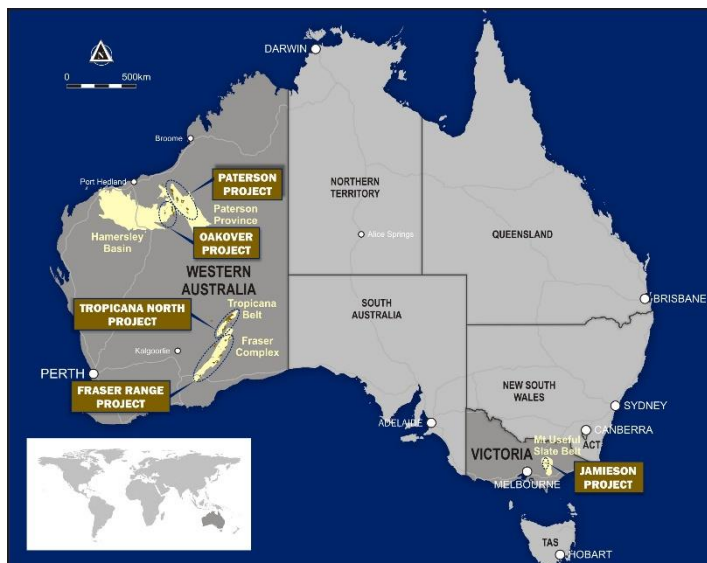 DARWIN
0 500km
Broome
Port Hedland
PATERSON
PROJECT
Paterson
Province
Hamersley
Basin
OAKOVER
PROJECT
NORTHERN
TERRITORY
Alice Springs
QUEENSLAND
WESTERN
AUSTRALIA
TROPICANA NORTH
PROJECT
Tropicana
Belt
SOUTH
AUSTRALIA
BRISBANE
Kalgoorlie
Fraser
Complex
PERTH
FRASER RANGE
PROJECT
NEW SOUTH
WALES
SYDNEY
ADELAIDE
CANBERRA
ACT
VICTORIA
Mt Useful
Slate Belt
MELBOURNE
JAMIESON
PROJECT
TAS
HOBART